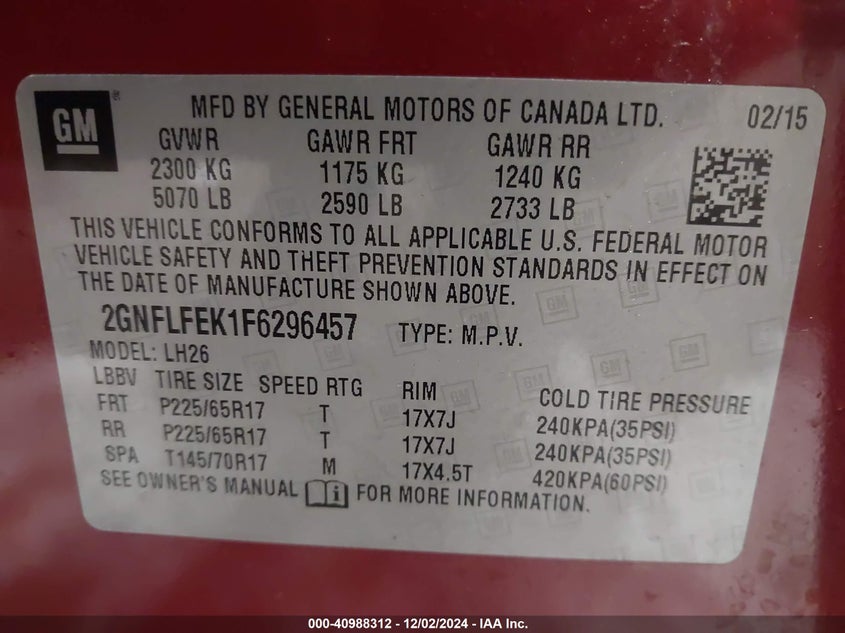 GM
MFD BY GENERAL MOTORS OF CANADA LTD. 02/15
GVWR GAWR FRT GAWR RR
2300 KG 1175 KG 1240 KG
5070 LB 2590 LB 2733 LB
THIS VEHICLE CONFORMS TO ALL APPLICABLE U.S. FEDERAL MOTOR
VEHICLE SAFETY AND THEFT PREVENTION STANDARDS IN EFFECT ON
THE DATE OF MANUFACTURE SHOWN ABOVE.
2GNFLFEK1F6296457 TYPE: M.P.V.
MODEL: LH26
LBBV TIRE SIZE SPEED RTG RIM COLD TIRE PRESSURE
FRT P225/65R17 T 17X7J 240KPA(35PSI)
RR P225/65R17 T 17X7J 240KPA(35PSI)
SPA T145/70R17 M 17X4.5T 420KPA(60PSI)
SEE OWNER'S MANUAL FOR MORE INFORMATION.
000-40988312 - 12/02/2024 - IAA Inc.